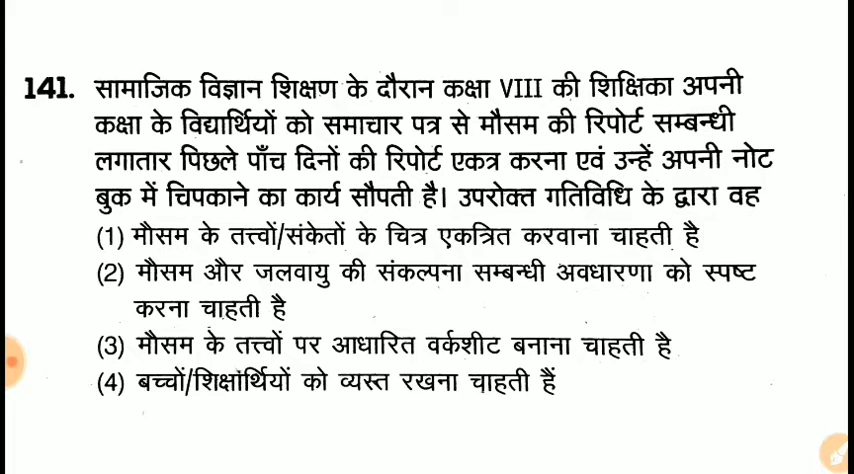 141. सामाजिक विज्ञान शिक्षण के दौरान कक्षा VIII की शिक्षिका अपनी
कक्षा के विद्यार्थियों को समाचार पत्र से मौसम की रिपोर्ट सम्बन्धी
लगातार पिछले पाँच दिनों की रिपोर्ट एकत्र करना एवं उन्हें अपनी नोट
बुक में चिपकाने का कार्य सौपती है। उपरोक्त गतिविधि के द्वारा वह
(1) मौसम के तत्त्वों/संकेतों के चित्र एकत्रित करवाना चाहती है
(2) मौसम और जलवायु की संकल्पना सम्बन्धी अवधारणा को स्पष्ट
करना चाहती है
(3) मौसम के तत्त्वों पर आधारित वर्कशीट बनाना चाहती है
(4) बच्चों/शिक्षार्थियों को व्यस्त रखना चाहती हैं